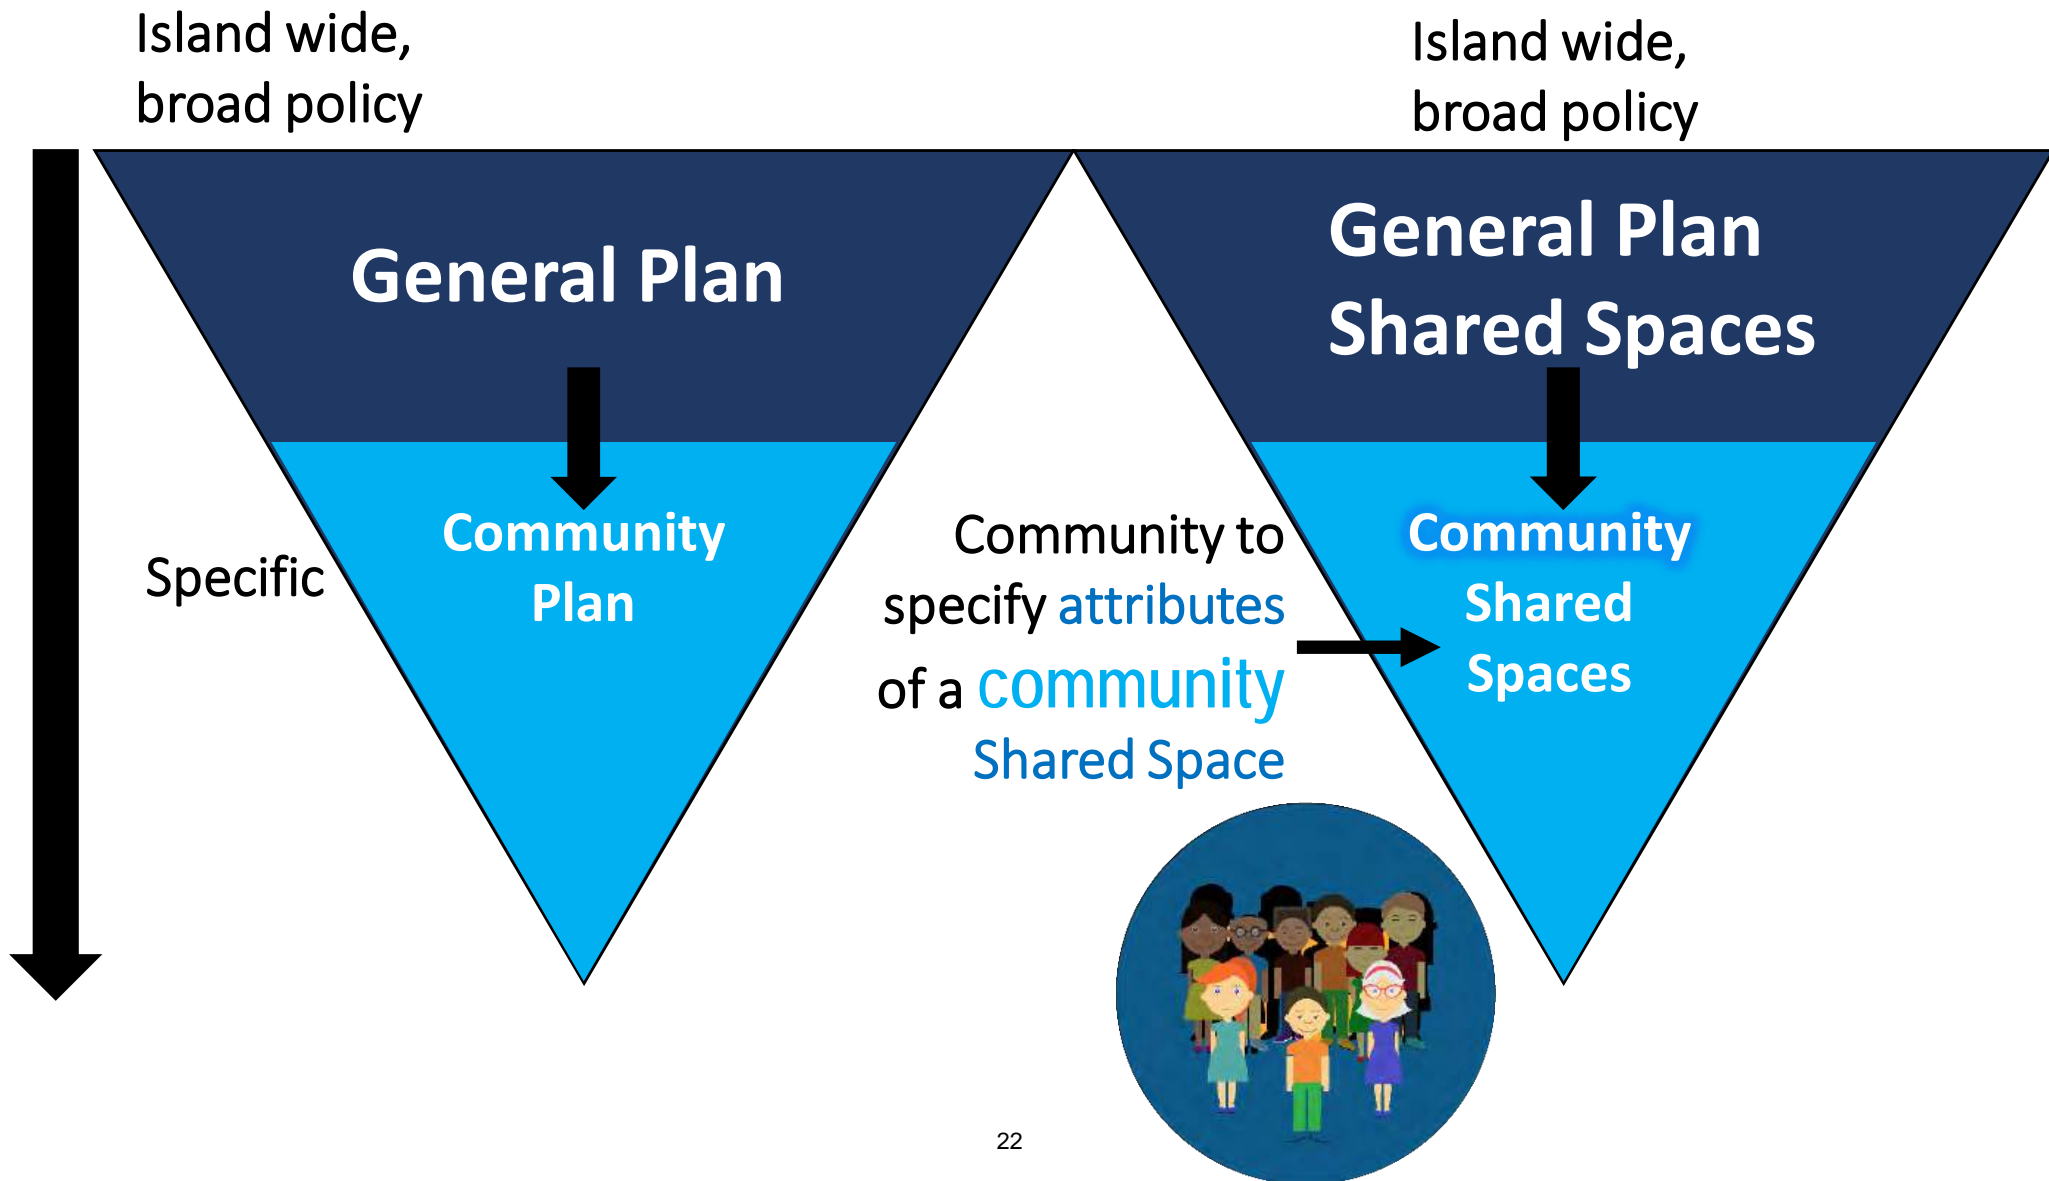 Island wide,
broad policy
Island wide,
broad policy
General Plan
General Plan
Shared Spaces
Specific
Community
Plan
Community to
specify attributes
of a community
Shared Space
Community
Shared
Spaces
22